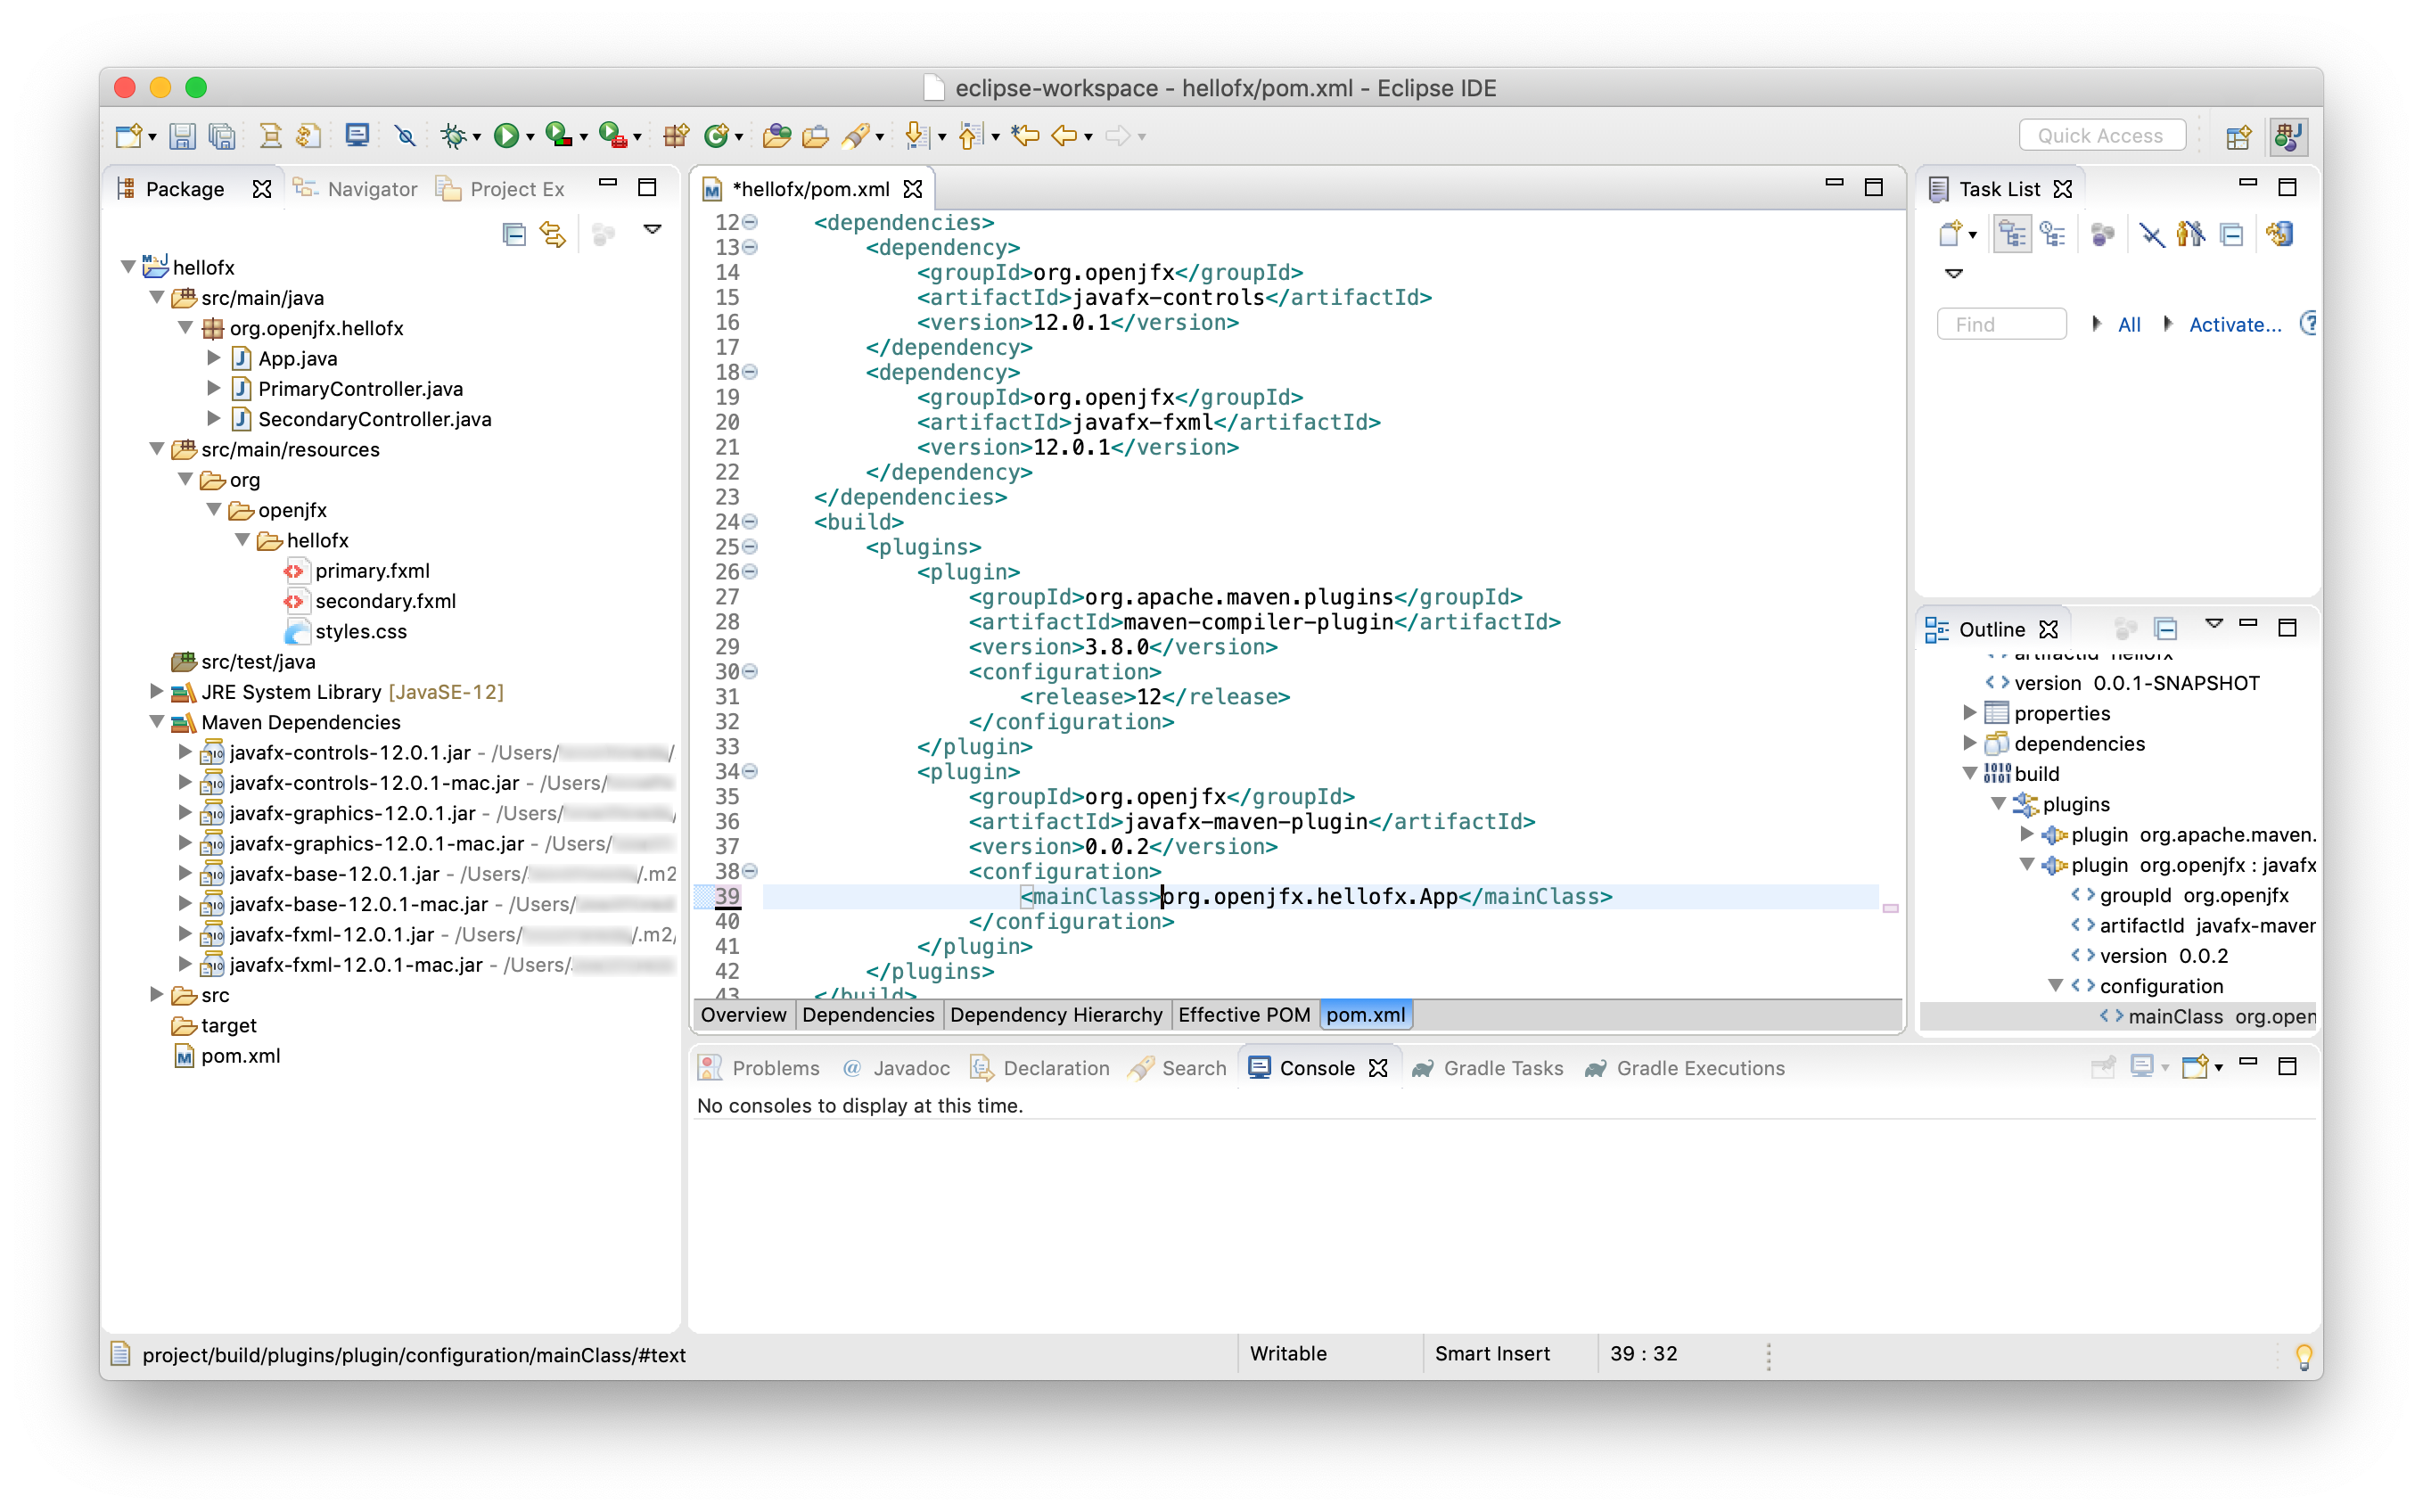 eclipse-workspace - hellofx/pom.xml - Eclipse IDE
Quick Access
Package
Navigator
Project Ex
hellofx
src/main/java
org.openjfx.hellofx
App.java
PrimaryController.java
SecondaryController.java
src/main/resources
org
openjfx
hellofx
primary.fxml
secondary.fxml
styles.css
src/test/java
JRE System Library [JavaSE-12]
Maven Dependencies
javafx-controls-12.0.1.jar - /Users/
javafx-controls-12.0.1-mac.jar - /Users/
javafx-graphics-12.0.1.jar - /Users/
javafx-graphics-12.0.1-mac.jar - /Users/
javafx-base-12.0.1.jar - /Users/ /.m2
javafx-base-12.0.1-mac.jar - /Users/
javafx-fxml-12.0.1.jar - /Users/ /.m2/
javafx-fxml-12.0.1-mac.jar - /Users/
src
target
pom.xml
*hellofx/pom.xml
12 <dependencies>
13 <dependency>
14 <groupId>org.openjfx</groupId>
15 <artifactId>javafx-controls</artifactId>
16 <version>12.0.1</version>
17 </dependency>
18 <dependency>
19 <groupId>org.openjfx</groupId>
20 <artifactId>javafx-fxml</artifactId>
21 <version>12.0.1</version>
22 </dependency>
23 </dependencies>
24 <build>
25 <plugins>
26 <plugin>
27 <groupId>org.apache.maven.plugins</groupId>
28 <artifactId>maven-compiler-plugin</artifactId>
29 <version>3.8.0</version>
30 <configuration>
31 <release>12</release>
32 </configuration>
33 </plugin>
34 <plugin>
35 <groupId>org.openjfx</groupId>
36 <artifactId>javafx-maven-plugin</artifactId>
37 <version>0.0.2</version>
38 <configuration>
39 <mainClass>org.openjfx.hellofx.App</mainClass>
40 </configuration>
41 </plugin>
42 </plugins>
43 </build>
Overview
Dependencies
Dependency Hierarchy
Effective POM
pom.xml
Task List
Find
All
Activate...
Outline
artifactId hellofx
version 0.0.1-SNAPSHOT
properties
dependencies
build
plugins
plugin org.apache.maven.
plugin org.openjfx : javafx
groupId org.openjfx
artifactId javafx-maver
version 0.0.2
configuration
mainClass org.open
Problems
@ Javadoc
Declaration
Search
Console
Gradle Tasks
Gradle Executions
No consoles to display at this time.
project/build/plugins/plugin/configuration/mainClass/#text
Writable
Smart Insert
39 : 32